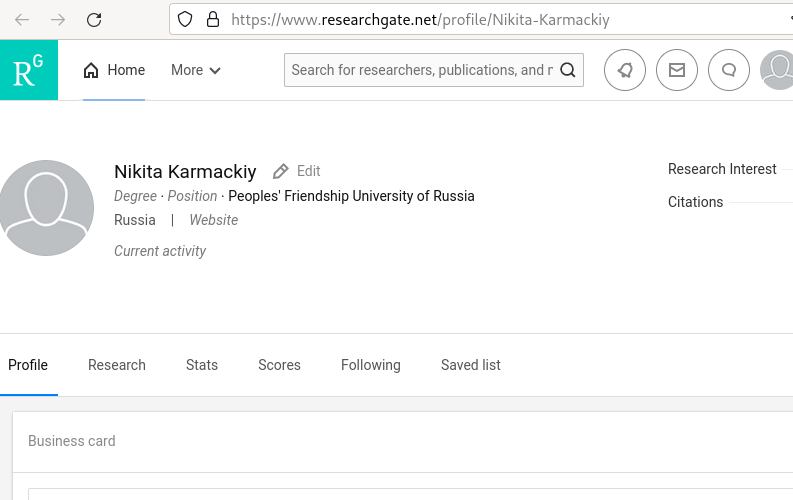 https://www.researchgate.net/profile/Nikita-Karmackiy
RG Home More Search for researchers, publications, and r
Nikita Karmackiy Edit
Degree · Position · Peoples' Friendship University of Russia
Russia | Website
Current activity
Research Interest
Citations
Profile Research Stats Scores Following Saved list
Business card